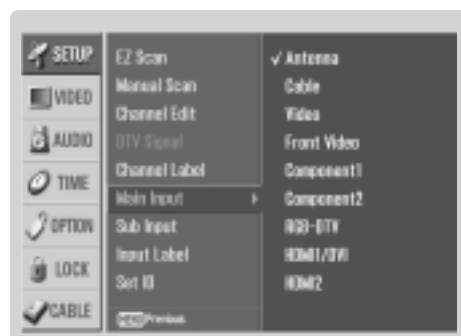 SETUP
VIDEO
AUDIO
TIME
OPTION
LOCK
CABLE
EZ Scan
Manual Scan
Channel Edit
DTV Signal
Channel Label
Main Input
Sub Input
Input Label
Set ID
MENU Previous
√ Antenna
Cable
Video
Front Video
Component1
Component2
RGB-DTV
HDMI1/DVI
HDMI2